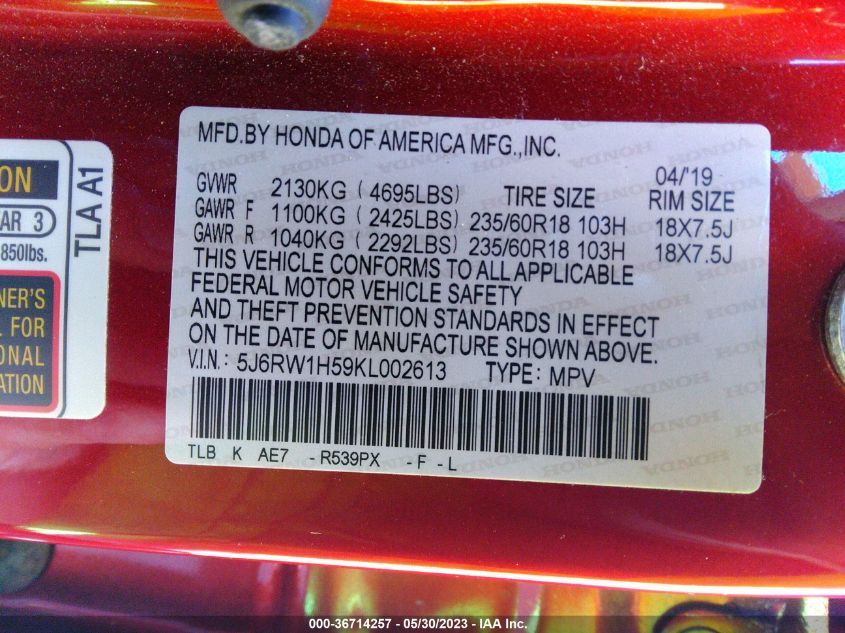 MFD.BY HONDA OF AMERICA MFG.,INC.
04/'19
GVWR 2130KG (4695LBS) TIRE SIZE RIM SIZE
GAWR F 1100KG (2425LBS) 235/60R18 103H 18X7.5J
GAWR R 1040KG (2292LBS) 235/60R18 103H 18X7.5J
THIS VEHICLE CONFORMS TO ALL APPLICABLE
FEDERAL MOTOR VEHICLE SAFETY
AND THEFT PREVENTION STANDARDS IN EFFECT
ON THE DATE OF MANUFACTURE SHOWN ABOVE.
V.I.N.: 5J6RW1H59KL002613 TYPE: MPV
TLB K AE7 -R539PX -F -L
ON
AR 3
850lbs.
NER'S
L FOR
ONAL
ATION
TLA A1
000-36714257 - 05/30/2023 - IAA Inc.